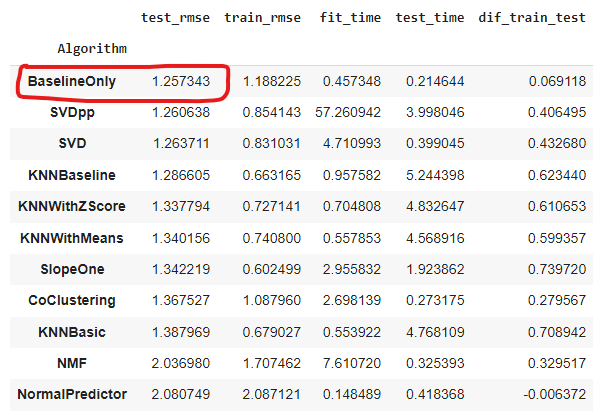 test_rmse train_rmse fit_time test_time dif_train_test
Algorithm
BaselineOnly 1.257343 1.188225 0.457348 0.214644 0.069118
SVDpp 1.260638 0.854143 57.260942 3.998046 0.406495
SVD 1.263711 0.831031 4.710993 0.399045 0.432680
KNNBaseline 1.286605 0.663165 0.957582 5.244398 0.623440
KNNWithZScore 1.337794 0.727141 0.704808 4.832647 0.610653
KNNWithMeans 1.340156 0.740800 0.557853 4.568916 0.599357
SlopeOne 1.342219 0.602499 2.955832 1.923862 0.739720
CoClustering 1.367527 1.087960 2.698139 0.273175 0.279567
KNNBasic 1.387969 0.679027 0.553922 4.768109 0.708942
NMF 2.036980 1.707462 7.610720 0.325393 0.329517
NormalPredictor 2.080749 2.087121 0.148489 0.418368 -0.006372